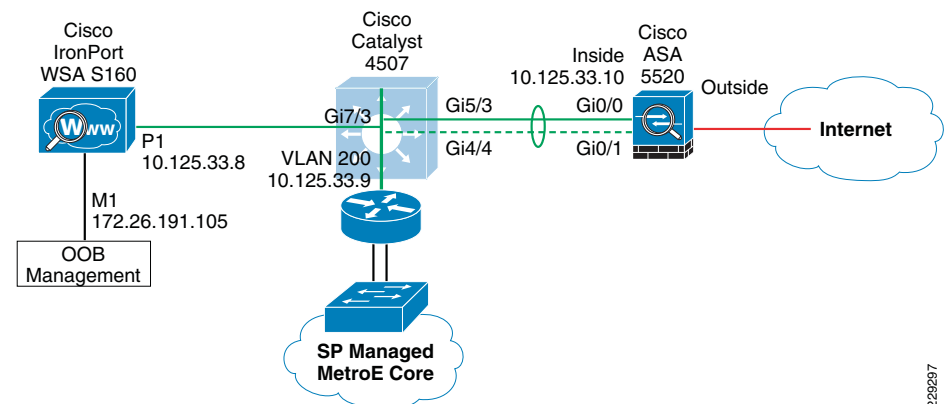 Cisco
IronPort
WSA S160
Www
P1
10.125.33.8
M1
172.26.191.105
OOB
Management
Cisco
Catalyst
4507
Gi7/3
VLAN 200
10.125.33.9
Gi5/3
Gi4/4
Inside
10.125.33.10
Gi0/0
Gi0/1
Cisco
ASA
5520
Outside
Internet
SP Managed
MetroE Core
229297